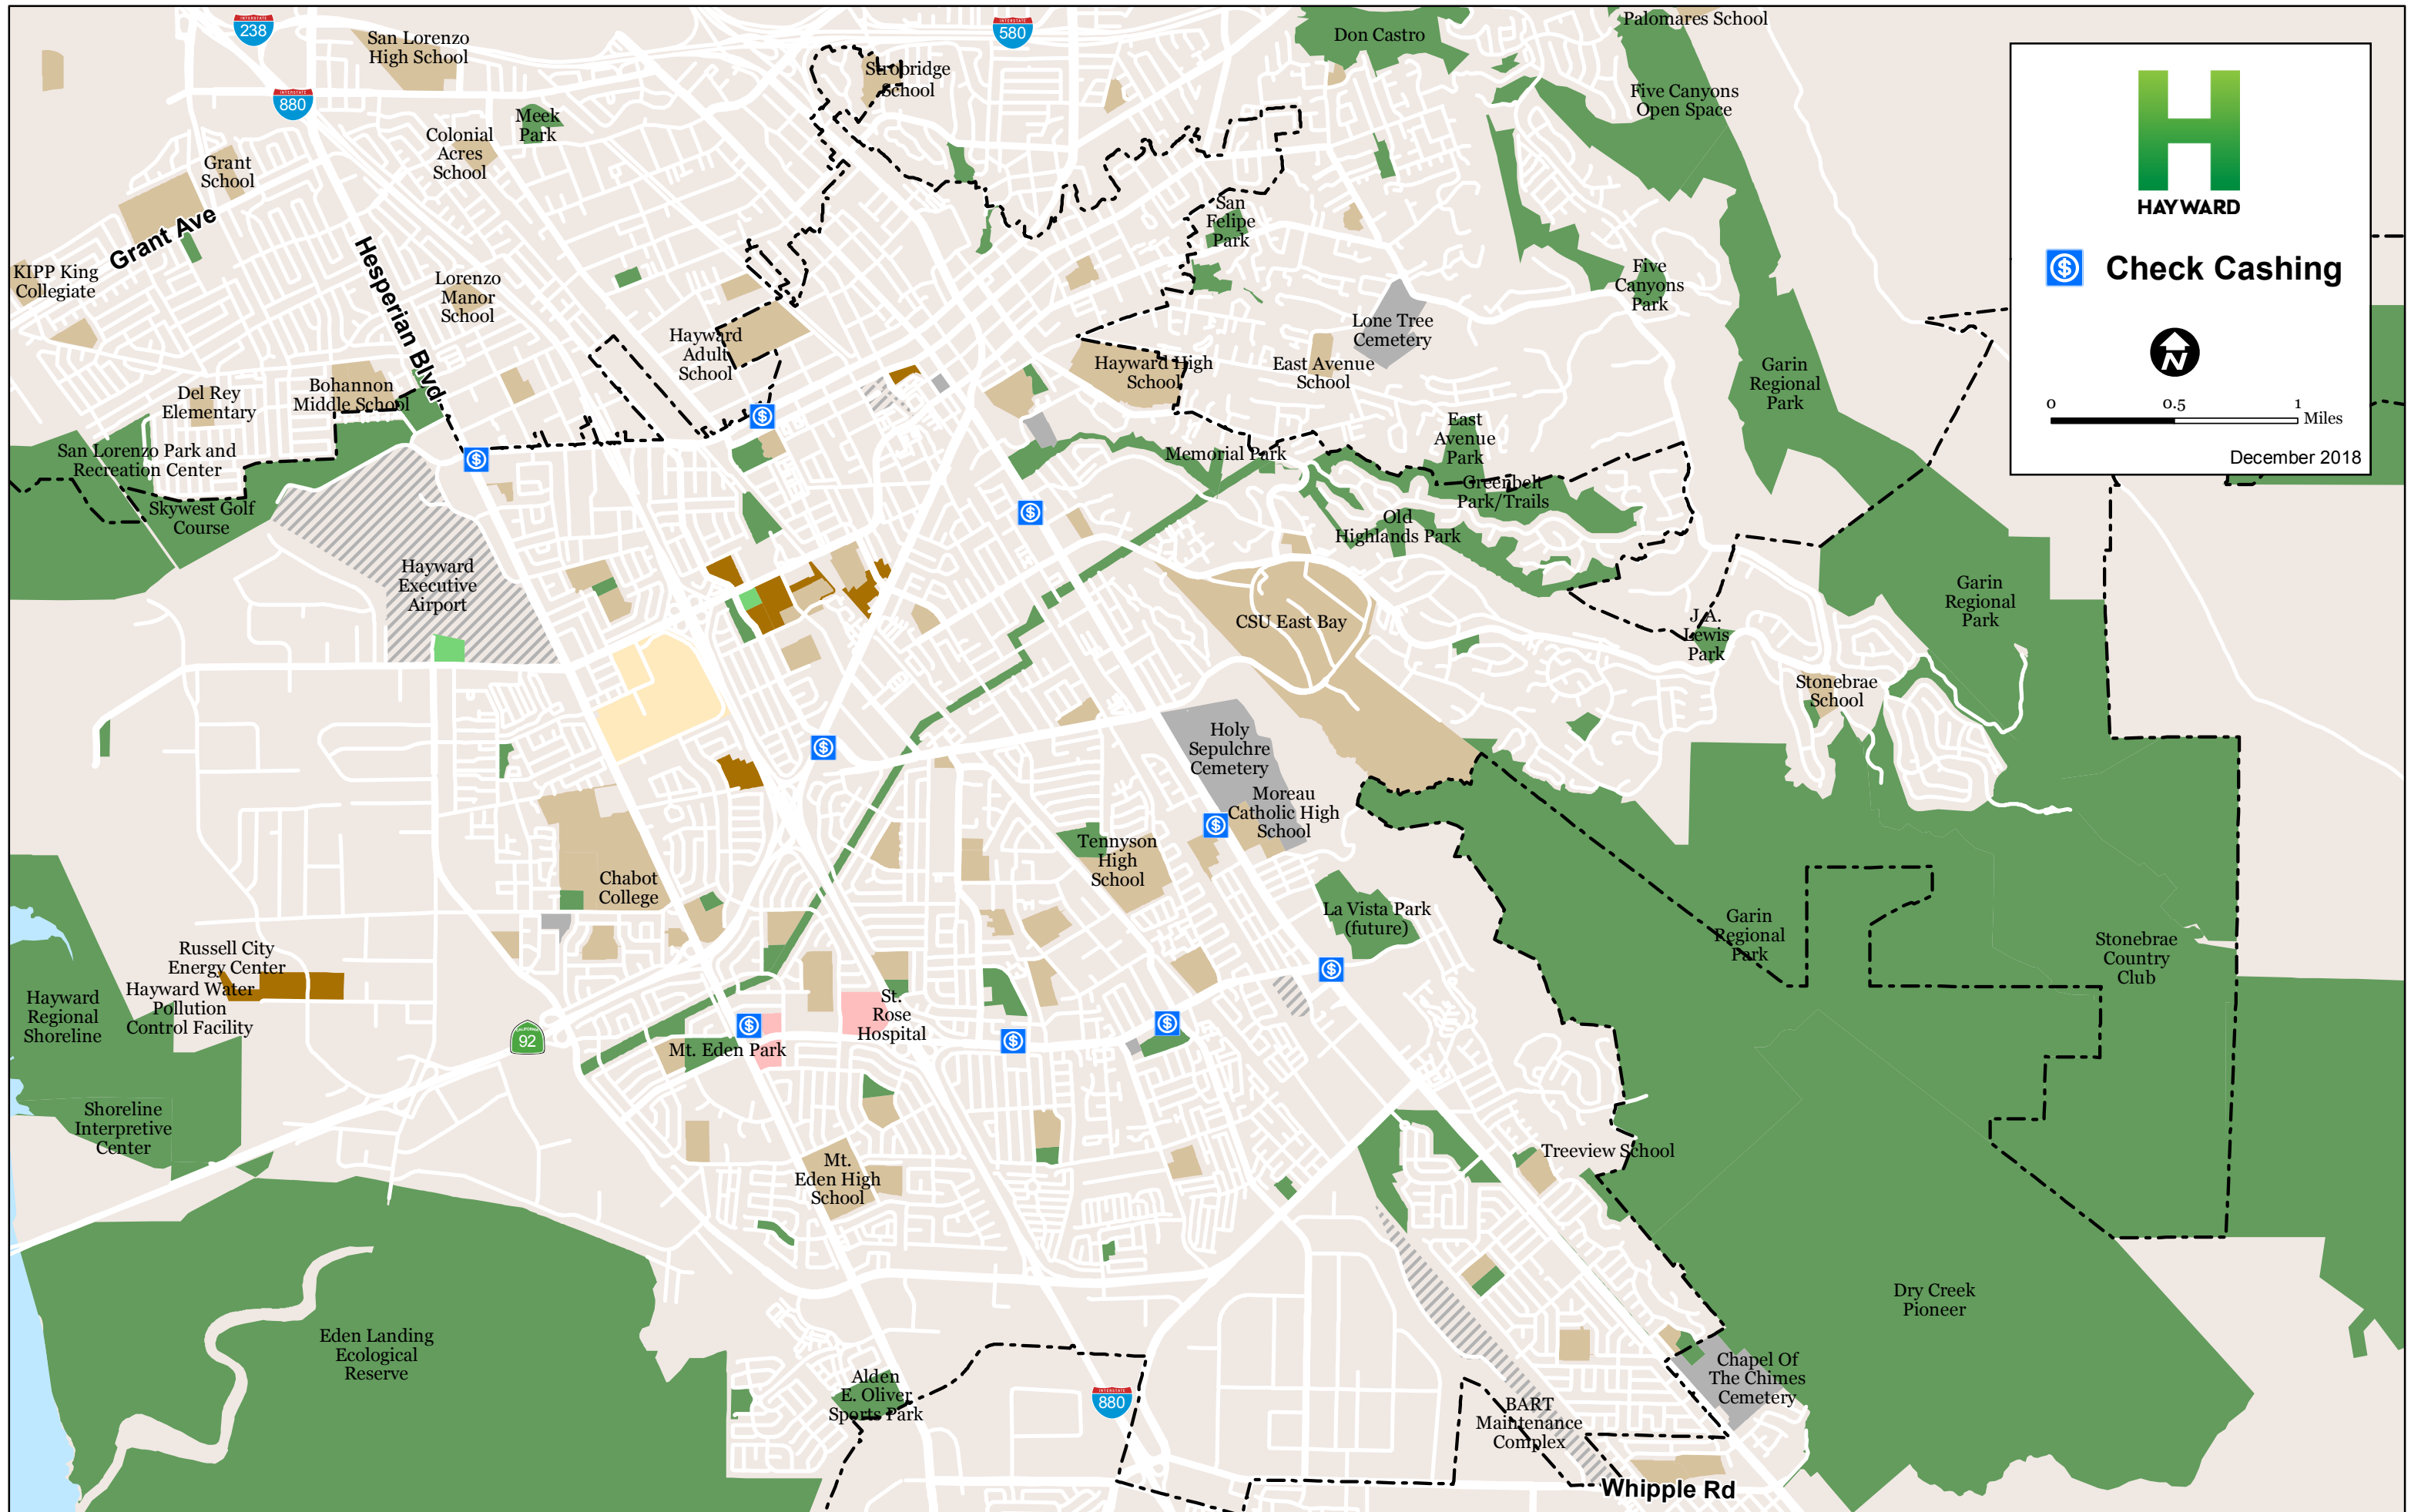 INTERSTATE
238
San Lorenzo
High School
INTERSTATE
580
Don Castro
Palomares School
Strobridge
School
INTERSTATE
880
Meek
Park
Five Canyons
Open Space
HAYWARD
Check Cashing
N
0 0.5 1
Miles
December 2018
Colonial
Acres
School
Grant
School
Grant Ave
San
Felipe
Park
KIPP King
Collegiate
Hesperian Blvd
Lorenzo
Manor
School
Five
Canyons
Park
Hayward
Adult
School
Lone Tree
Cemetery
Hayward High
School
East Avenue
School
Garin
Regional
Park
Del Rey
Elementary
Bohannon
Middle School
East
Avenue
Park
San Lorenzo Park and
Recreation Center
Memorial Park
Greenbelt
Park/Trails
Skywest Golf
Course
Old
Highlands Park
Hayward
Executive
Airport
Garin
Regional
Park
CSU East Bay
J.A.
Lewis
Park
Stonebrae
School
Holy
Sepulchre
Cemetery
Moreau
Catholic High
School
Tennyson
High
School
Chabot
College
La Vista Park
(future)
Garin
Regional
Park
Stonebrae
Country
Club
Russell City
Energy Center
Hayward Water
Pollution
Control Facility
Hayward
Regional
Shoreline
St.
Rose
Hospital
CALIFORNIA
92
Mt. Eden Park
Shoreline
Interpretive
Center
Treeview School
Mt.
Eden High
School
Dry Creek
Pioneer
Eden Landing
Ecological
Reserve
Alden
E. Oliver
Sports Park
INTERSTATE
880
Chapel Of
The Chimes
Cemetery
BART
Maintenance
Complex
Whipple Rd